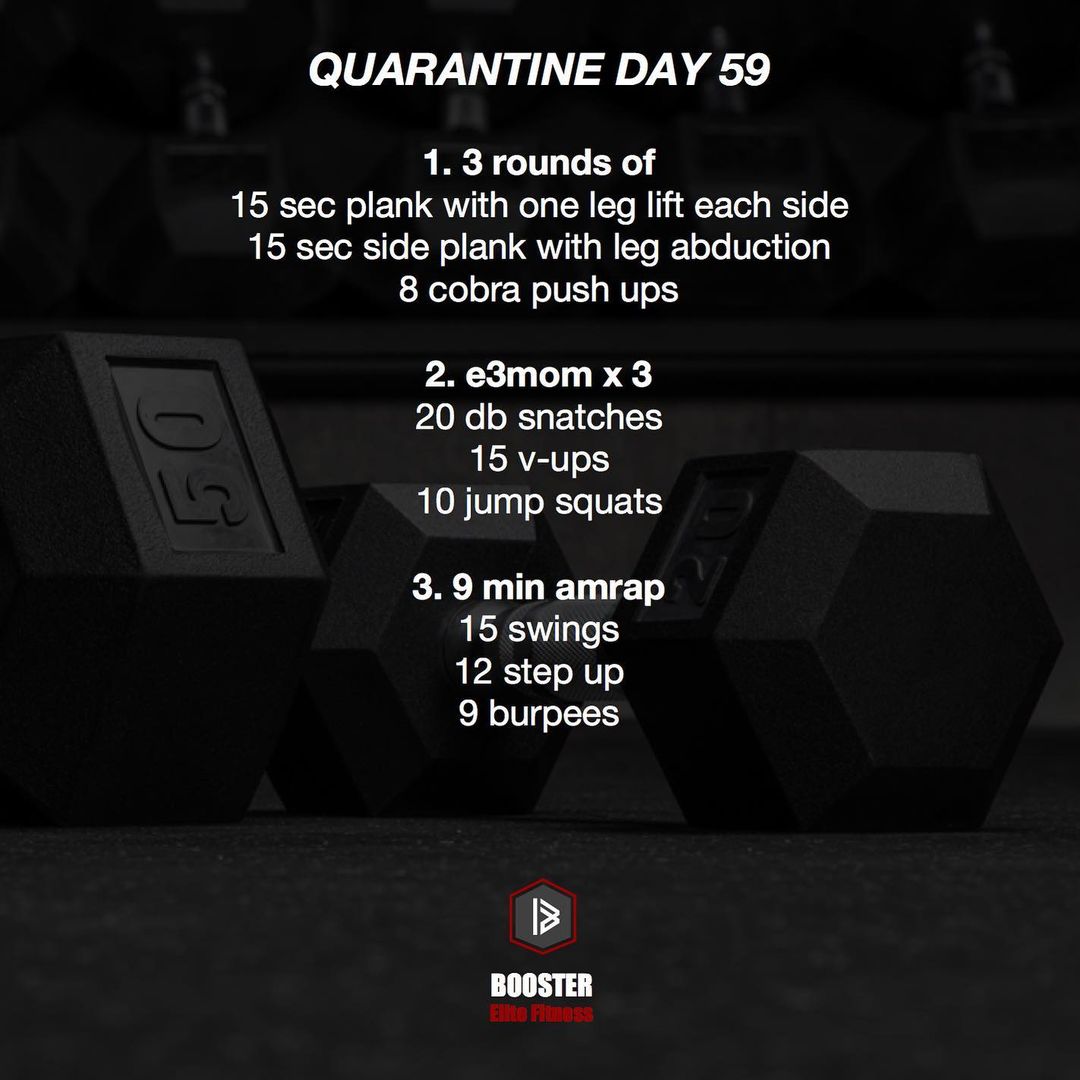 QUARANTINE DAY 59
1. 3 rounds of
15 sec plank with one leg lift each side
15 sec side plank with leg abduction
8 cobra push ups
2. e3mom x 3
20 db snatches
15 v-ups
10 jump squats
3. 9 min amrap
15 swings
12 step up
9 burpees
50
20
B
BOOSTER
Elite Fitness